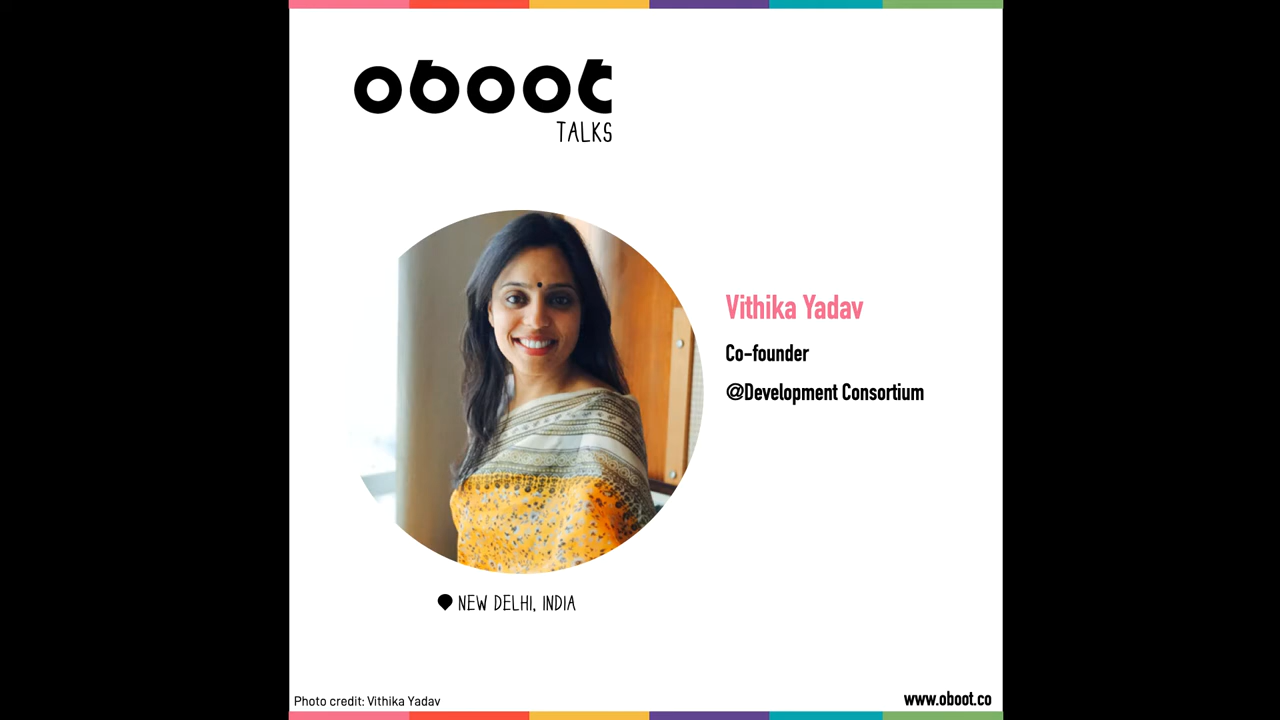 oboot
TALKS
Vithika Yadav
Co-founder
@Development Consortium
NEW DELHI, INDIA
Photo credit: Vithika Yadav
www.oboot.co